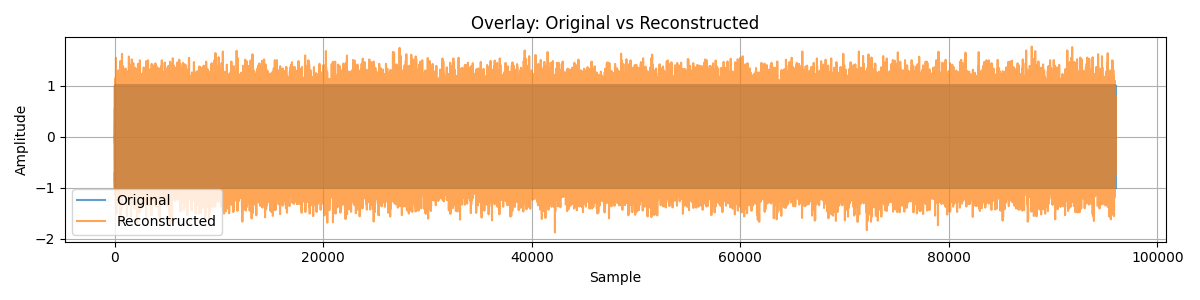 Overlay: Original vs Reconstructed
Amplitude
1
0
−1
−2
Original
Reconstructed
0
20000
40000
60000
80000
100000
Sample